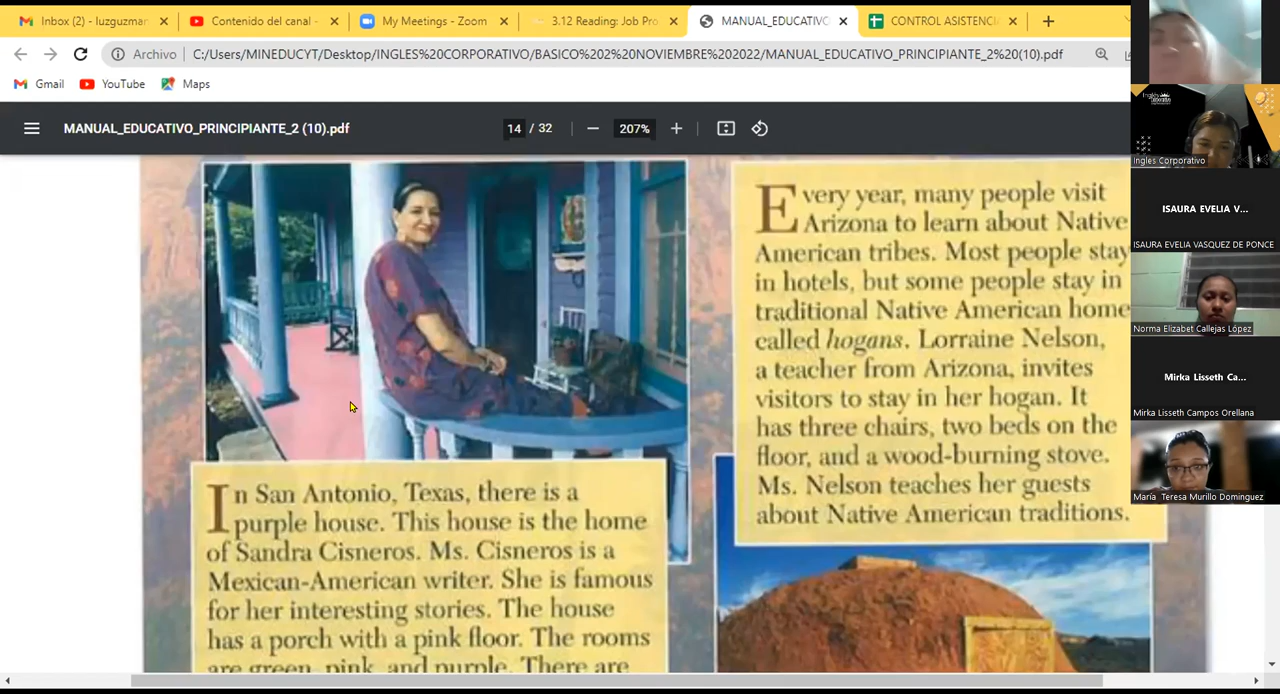 Inbox (2) - luzguzman
Contenido del canal -
My Meetings - Zoom
3.12 Reading: Job Pro
MANUAL_EDUCATIVO
CONTROL ASISTENCI
Archivo
C:/Users/MINEDUCYT/Desktop/INGLES%20CORPORATIVO/BASICO%202%20NOVIEMBRE%202022/MANUAL_EDUCATIVO_PRINCIPIANTE_2%20(10).pdf
Gmail
YouTube
Maps
MANUAL_EDUCATIVO_PRINCIPIANTE_2 (10).pdf
14 / 32
207%
In San Antonio, Texas, there is a
purple house. This house is the home
of Sandra Cisneros. Ms. Cisneros is a
Mexican-American writer. She is famous
for her interesting stories. The house
has a porch with a pink floor. The rooms
are green, pink, and purple. There are
Every year, many people visit
Arizona to learn about Native
American tribes. Most people stay
in hotels, but some people stay in
traditional Native American home
called hogans. Lorraine Nelson,
a teacher from Arizona, invites
visitors to stay in her hogan. It
has three chairs, two beds on the
floor, and a wood-burning stove.
Ms. Nelson teaches her guests
about Native American traditions.
Ingles Corporativo
ISAURA EVELIA V...
ISAURA EVELIA VASQUEZ DE PONCE
Norma Elizabet Callejas López
Mirka Lisseth Ca...
Mirka Lisseth Campos Orellana
María Teresa Murillo Dominguez